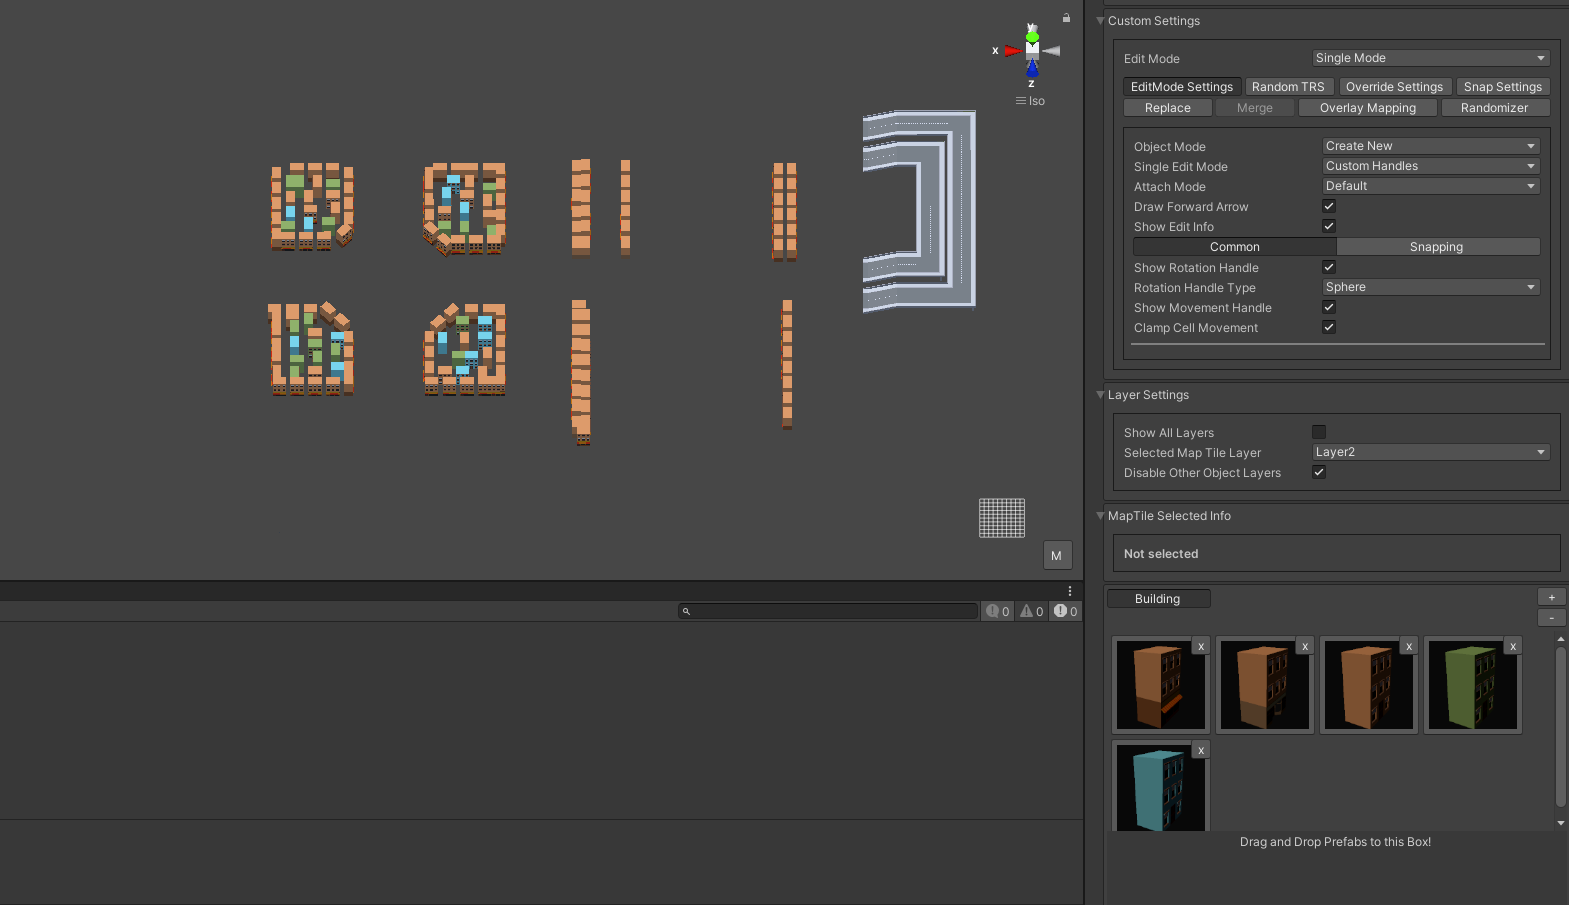 y
x
z
Iso
M
0
0
0
Custom Settings
Edit Mode
Single Mode
EditMode Settings
Random TRS
Override Settings
Snap Settings
Replace
Merge
Overlay Mapping
Randomizer
Object Mode
Create New
Single Edit Mode
Custom Handles
Attach Mode
Default
Draw Forward Arrow
Show Edit Info
Common
Snapping
Show Rotation Handle
Rotation Handle Type
Sphere
Show Movement Handle
Clamp Cell Movement
Layer Settings
Show All Layers
Selected Map Tile Layer
Layer2
Disable Other Object Layers
MapTile Selected Info
Not selected
Building
+
-
x
x
x
x
x
Drag and Drop Prefabs to this Box!